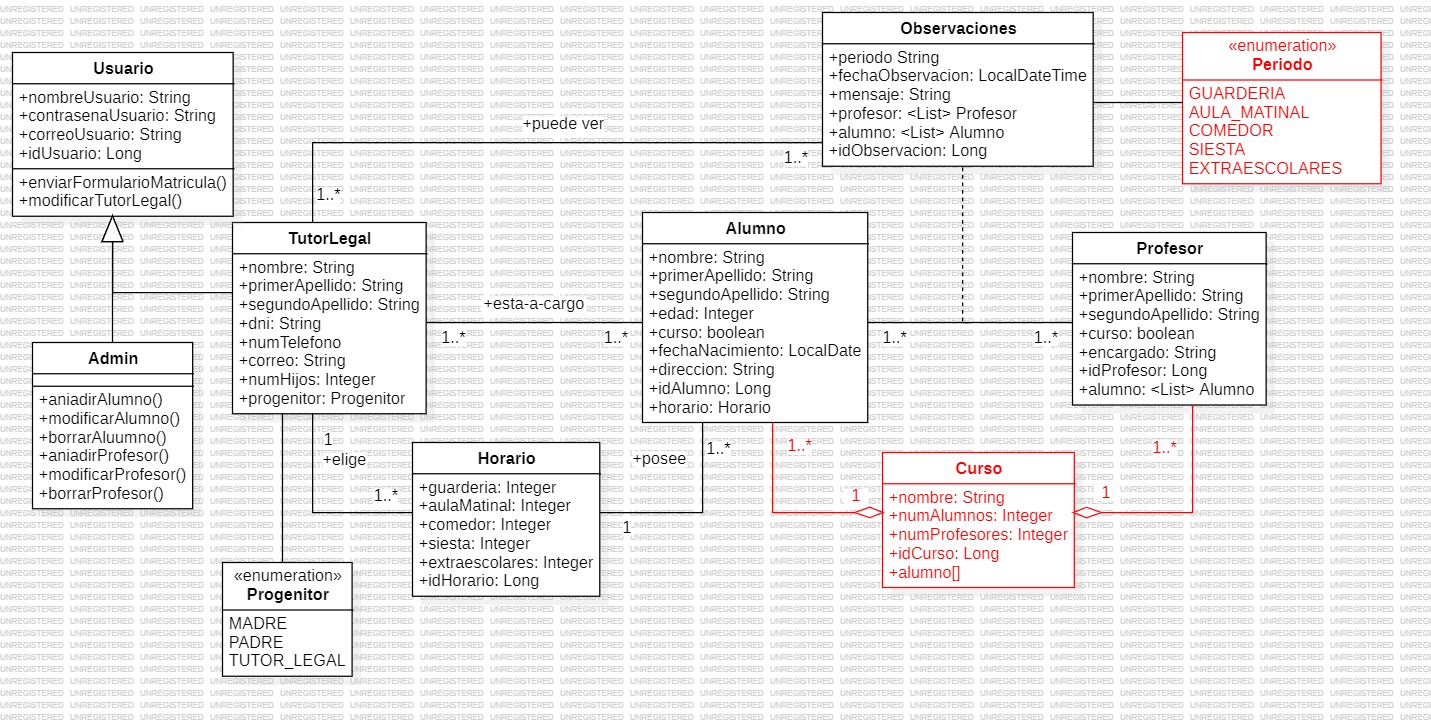 Usuario
+nombreUsuario: String
+contrasenaUsuario: String
+correoUsuario: String
+idUsuario: Long
+enviarFormularioMatricula()
+modificarTutorLegal()
Observaciones
+periodo String
+fechaObservacion: LocalDateTime
+mensaje: String
+profesor: <List> Profesor
+alumno: <List> Alumno
+idObservacion: Long
«enumeration»
Periodo
GUARDERIA
AULA_MATINAL
COMEDOR
SIESTA
EXTRAESCOLARES
+puede ver
1..*
1..*
TutorLegal
+nombre: String
+primerApellido: String
+segundoApellido: String
+dni: String
+numTelefono
+correo: String
+numHijos: Integer
+progenitor: Progenitor
+esta-a-cargo
1..*
1..*
Alumno
+nombre: String
+primerApellido: String
+segundoApellido: String
+edad: Integer
+curso: boolean
+fechaNacimiento: LocalDate
+direccion: String
+idAlumno: Long
+horario: Horario
1..*
1..*
Profesor
+nombre: String
+primerApellido: String
+segundoApellido: String
+curso: boolean
+encargado: String
+idProfesor: Long
+alumno: <List> Alumno
Admin
+aniadirAlumno()
+modificarAlumno()
+borrarAluumno()
+aniadirProfesor()
+modificarProfesor()
+borrarProfesor()
1
+elige
1..*
Horario
+guarderia: Integer
+aulaMatinal: Integer
+comedor: Integer
+siesta: Integer
+extraescolares: Integer
+idHorario: Long
+posee
1..*
1
1..*
1
Curso
+nombre: String
+numAlumnos: Integer
+numProfesores: Integer
+idCurso: Long
+alumno[]
1..*
1
«enumeration»
Progenitor
MADRE
PADRE
TUTOR_LEGAL
UNREGISTERED